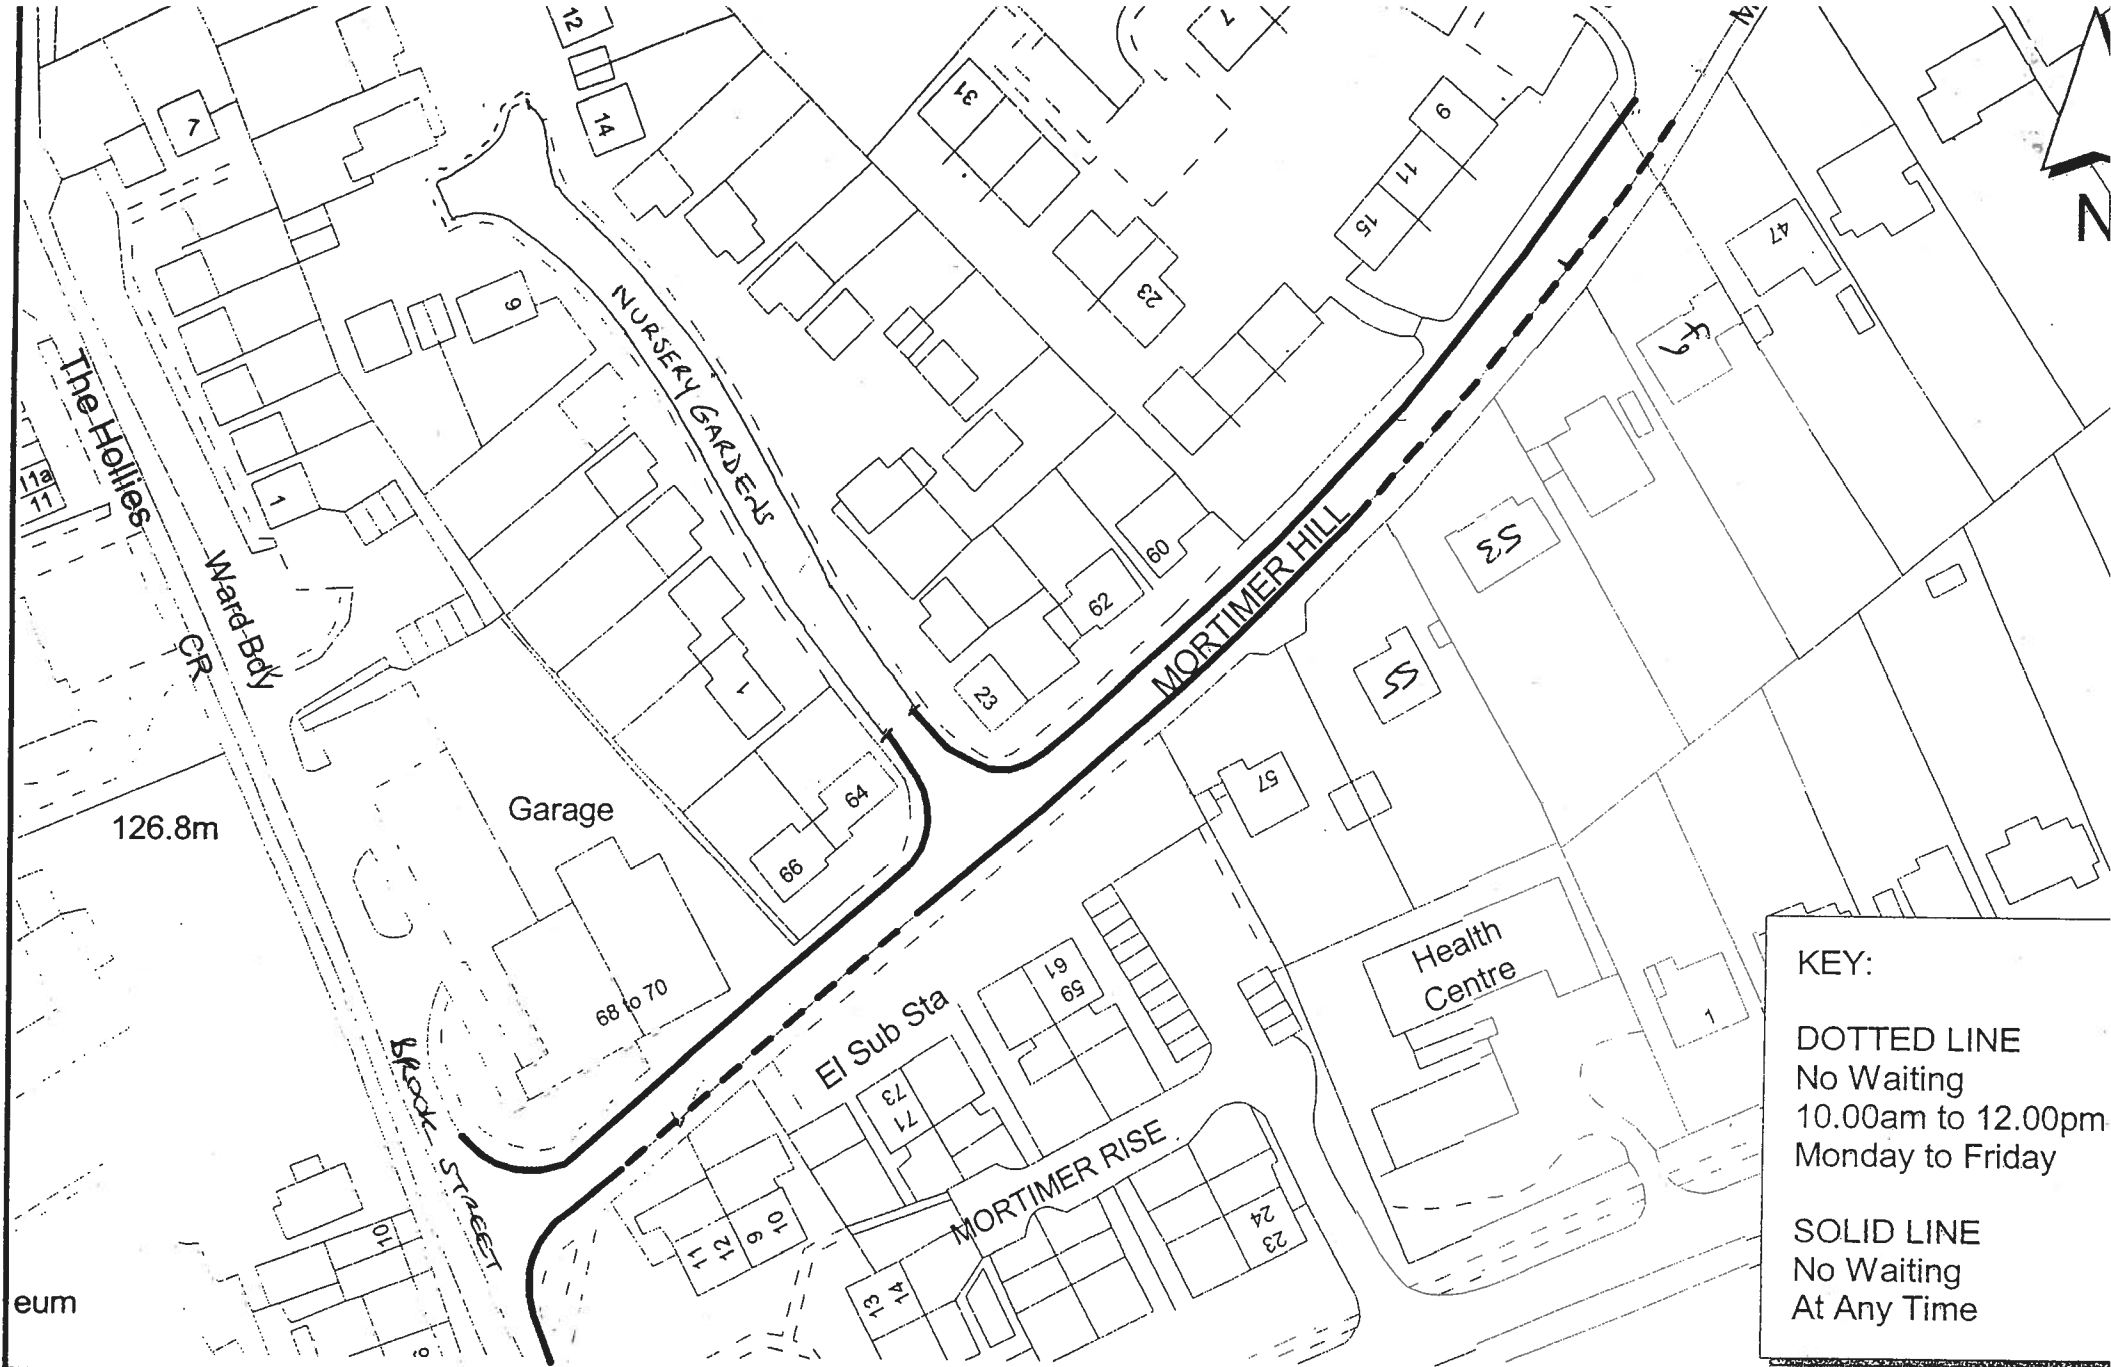 12
7
N
7
14
31
9
11
15
23
47
49
9
NURSERY GARDENS
The Hollies
11a
11
1
53
60
62
55
MORTIMER HILL
Ward Bdy
CR
1
23
57
64
66
Garage
126.8m
68 to 70
Health
Centre
61
59
El Sub Sta
73
71
1
BROOK STREET
MORTIMER RISE
10
11
12
9
10
13
14
24
23
eum
KEY:
DOTTED LINE
No Waiting
10.00am to 12.00pm
Monday to Friday
SOLID LINE
No Waiting
At Any Time